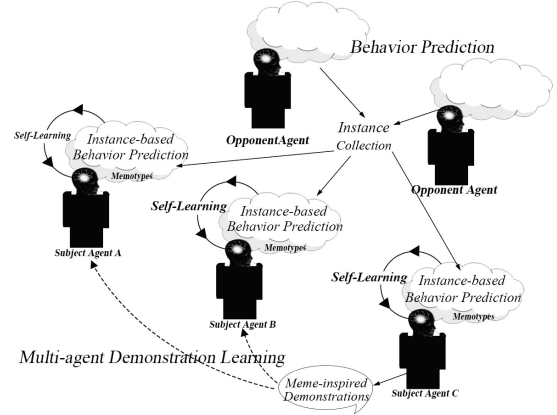 Behavior Prediction
OpponentAgent
Instance
Collection
Opponent Agent
Self-Learning
Instance-based
Behavior Prediction
Memotypes
Subject Agent A
Self-Learning
Instance-based
Behavior Prediction
Memotypes
Subject Agent B
Self-Learning
Instance-based
Behavior Prediction
Memotypes
Subject Agent C
Multi-agent Demonstration Learning
Meme-inspired
Demonstrations